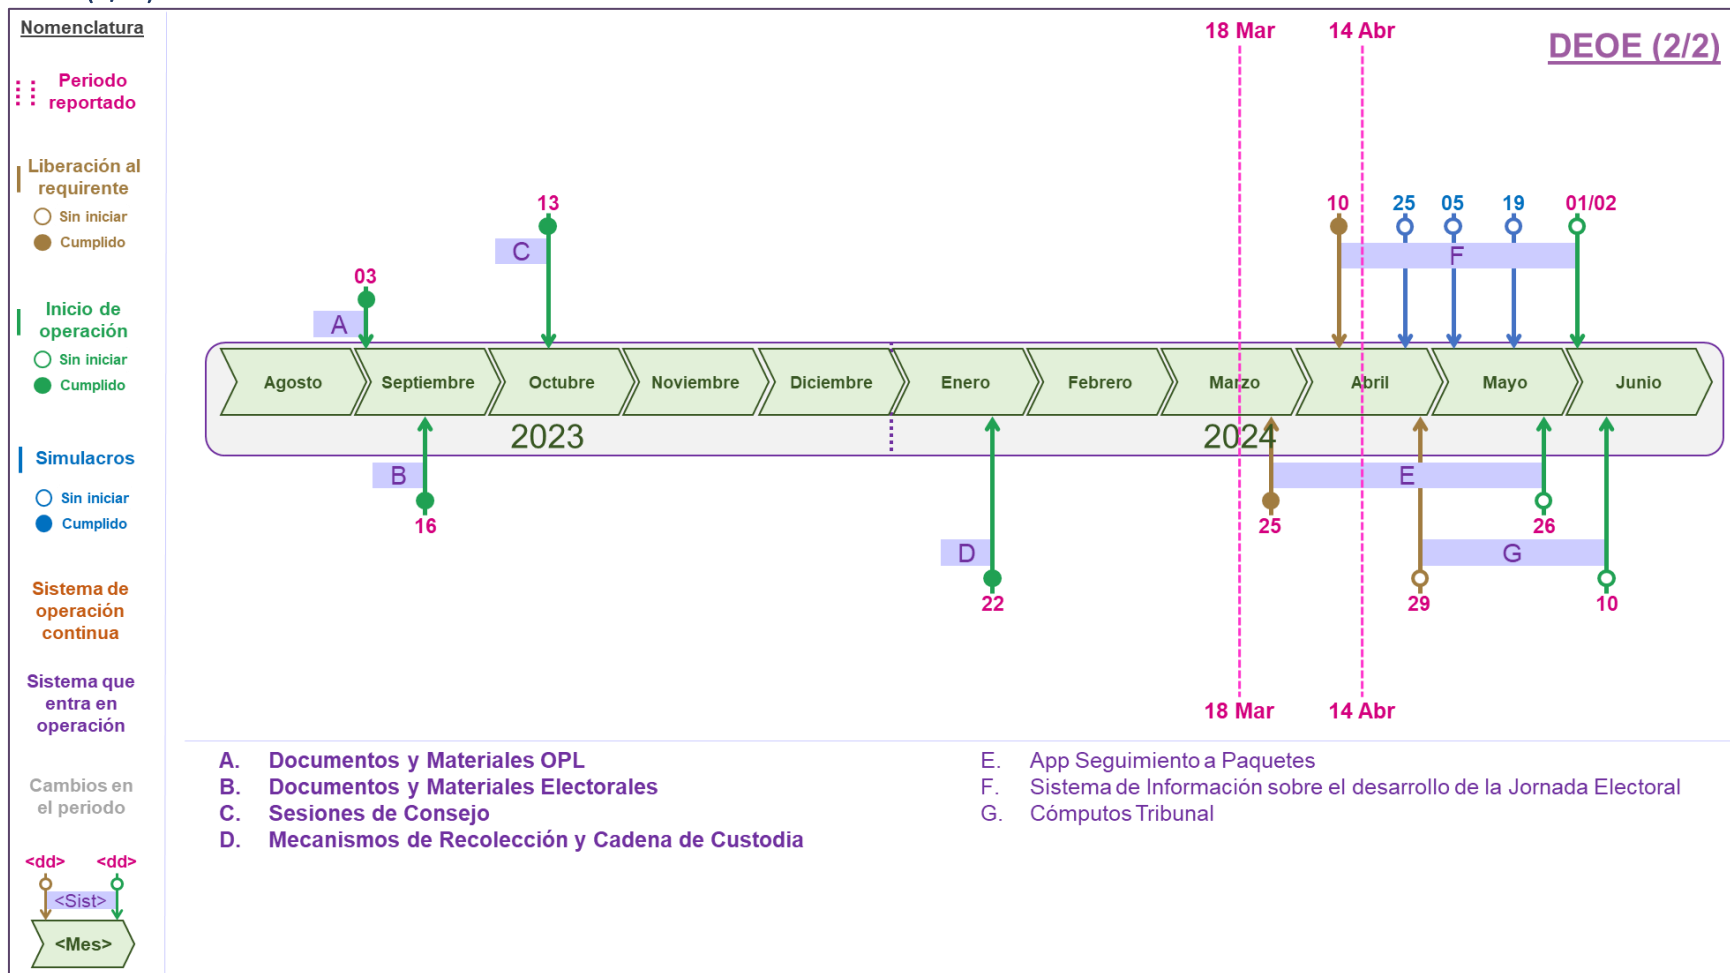 Nomenclatura
Periodo
reportado
Liberación al
requirente
Sin iniciar
Cumplido
Inicio de
operación
Sin iniciar
Cumplido
Simulacros
Sin iniciar
Cumplido
Sistema de
operación
continua
Sistema que
entra en
operación
Cambios en
el periodo
<dd> <dd>
<Sist>
<Mes>
18 Mar 14 Abr
DEOE (2/2)
13 10 25 05 19 01/02
C F
03
A
Agosto Septiembre Octubre Noviembre Diciembre Enero Febrero Marzo Abril Mayo Junio
2023 2024
B E
16 25 26
D G
22 29 10
18 Mar 14 Abr
A. Documentos y Materiales OPL
B. Documentos y Materiales Electorales
C. Sesiones de Consejo
D. Mecanismos de Recolección y Cadena de Custodia
E. App Seguimiento a Paquetes
F. Sistema de Información sobre el desarrollo de la Jornada Electoral
G. Cómputos Tribunal